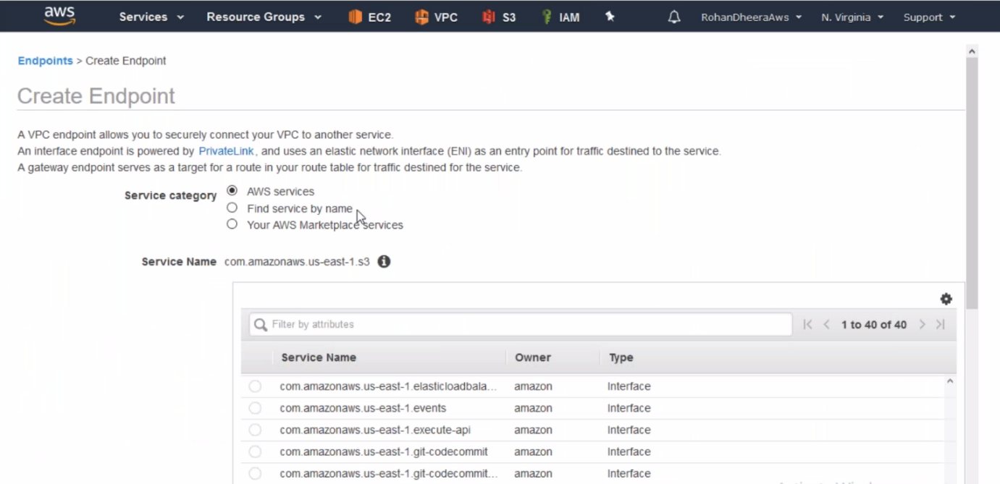 aws Services Resource Groups EC2 VPC S3 IAM RohanDheeraAws N. Virginia Support
Endpoints > Create Endpoint
Create Endpoint
A VPC endpoint allows you to securely connect your VPC to another service.
An interface endpoint is powered by PrivateLink, and uses an elastic network interface (ENI) as an entry point for traffic destined to the service.
A gateway endpoint serves as a target for a route in your route table for traffic destined for the service.
Service category AWS services
Find service by name
Your AWS Marketplace services
Service Name com.amazonaws.us-east-1.s3
Filter by attributes 1 to 40 of 40
Service Name Owner Type
com.amazonaws.us-east-1.elasticloadbala... amazon Interface
com.amazonaws.us-east-1.events amazon Interface
com.amazonaws.us-east-1.execute-api amazon Interface
com.amazonaws.us-east-1.git-codecommit amazon Interface
com.amazonaws.us-east-1.git-codecommit... amazon Interface